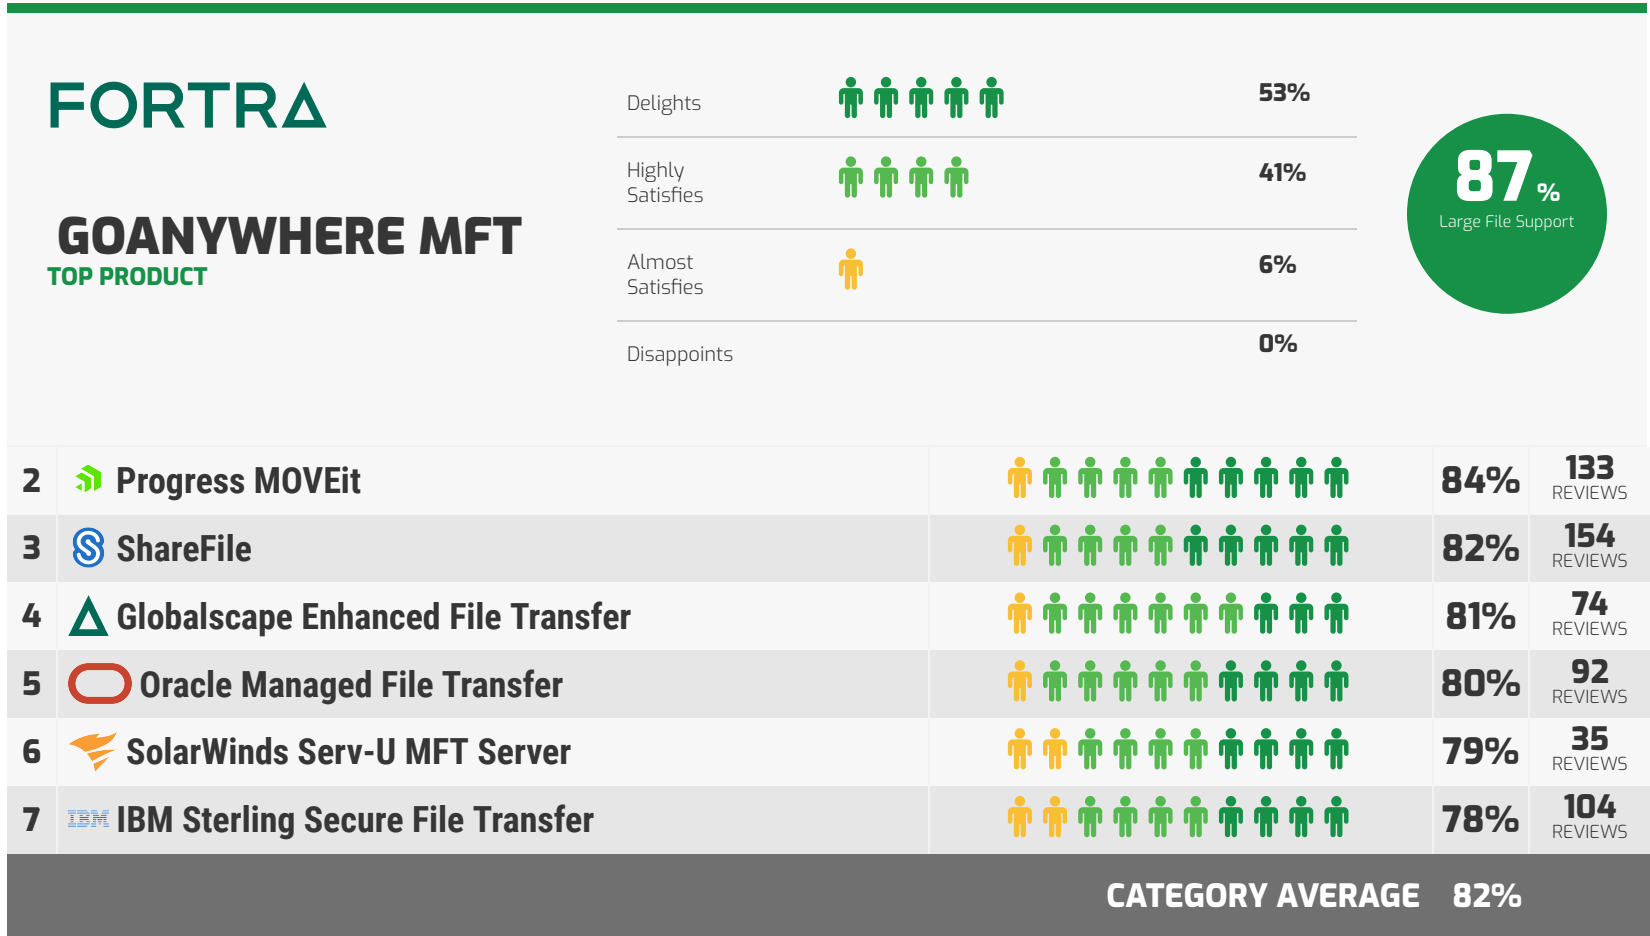 FORTRA
GOANYWHERE MFT
TOP PRODUCT
Delights 53%
Highly
Satisfies 41%
Almost
Satisfies 6%
Disappoints 0%
87%
Large File Support
2 Progress MOVEit 84% 133 REVIEWS
3 ShareFile 82% 154 REVIEWS
4 Globalscape Enhanced File Transfer 81% 74 REVIEWS
5 Oracle Managed File Transfer 80% 92 REVIEWS
6 SolarWinds Serv-U MFT Server 79% 35 REVIEWS
7 IBM IBM Sterling Secure File Transfer 78% 104 REVIEWS
CATEGORY AVERAGE 82%